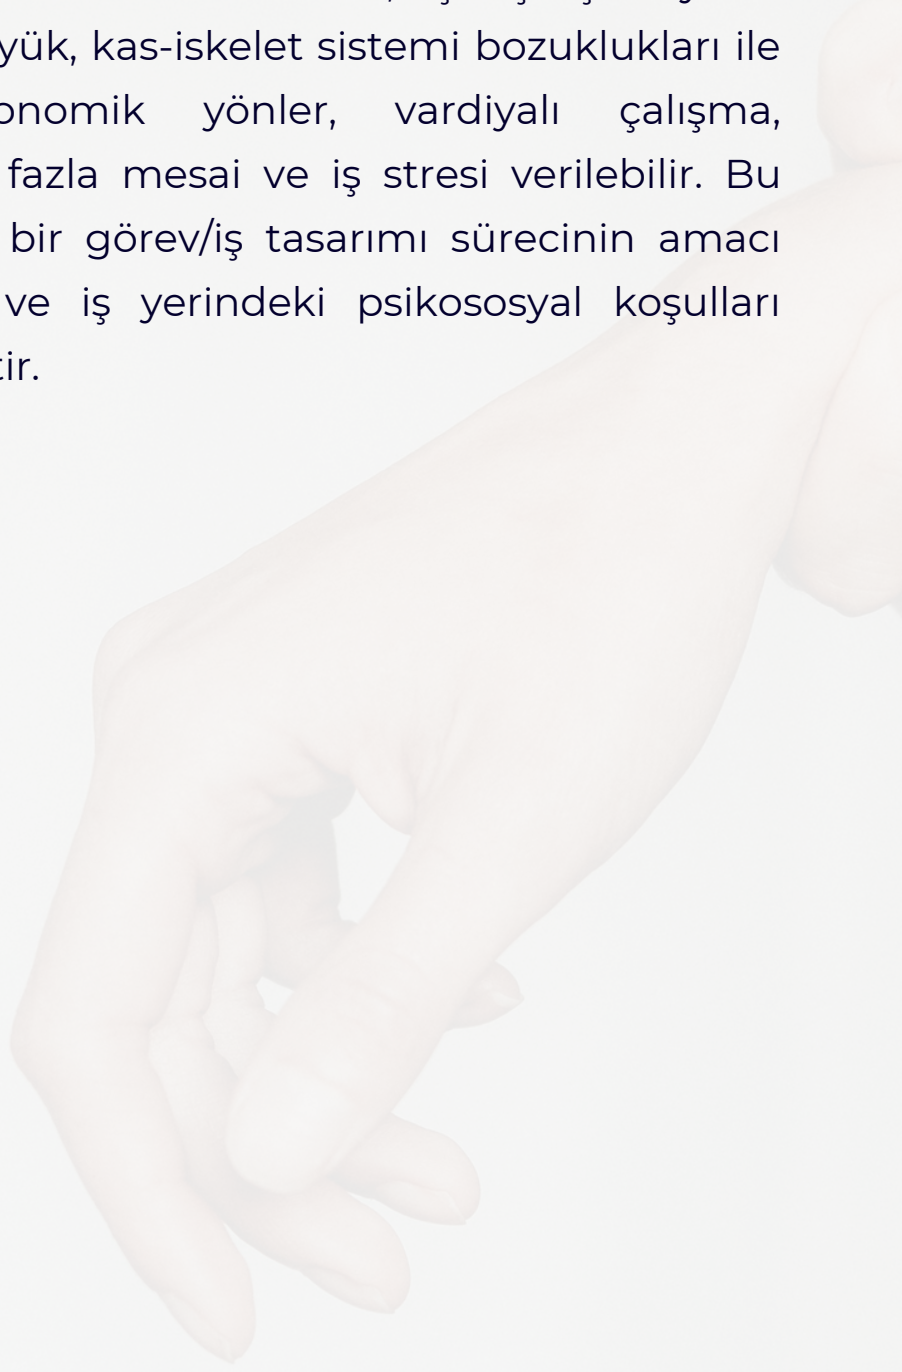 yük, kas-iskelet sistemi bozuklukları ile
onomik yönler, vardiyalı çalışma,
fazla mesai ve iş stresi verilebilir. Bu
bir görev/iş tasarımı sürecinin amacı
ve iş yerindeki psikososyal koşulları
tir.